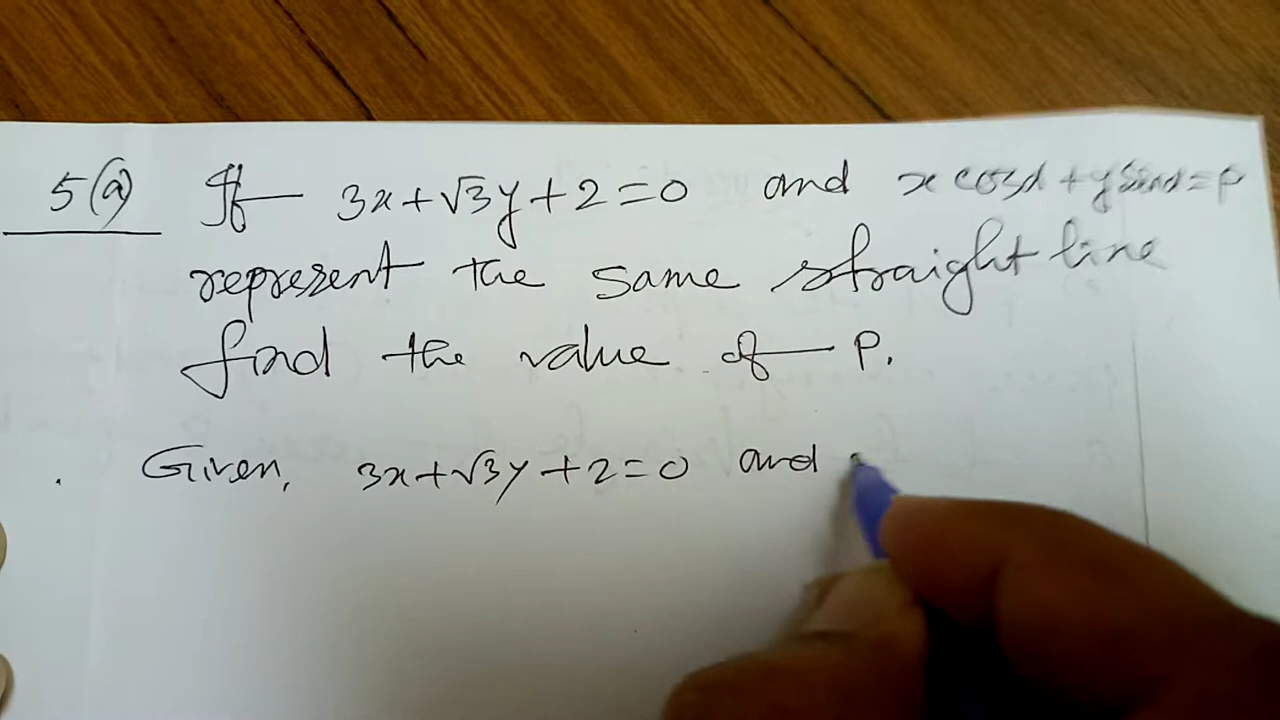 5(a) If 3x+√3y+2=0 and x cosα+y sinα=P
represent the same straight line
find the value of P.
Given, 3x+√3y+2=0 and